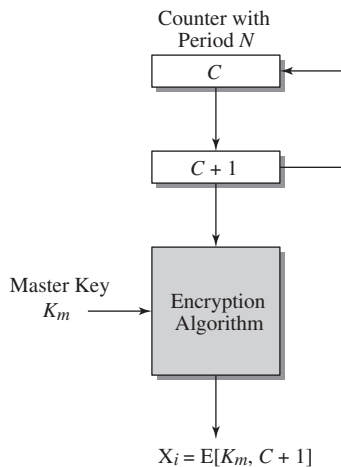 Counter with
Period N
C
C + 1
Master Key
Km
Encryption
Algorithm
Xi = E[Km, C + 1]